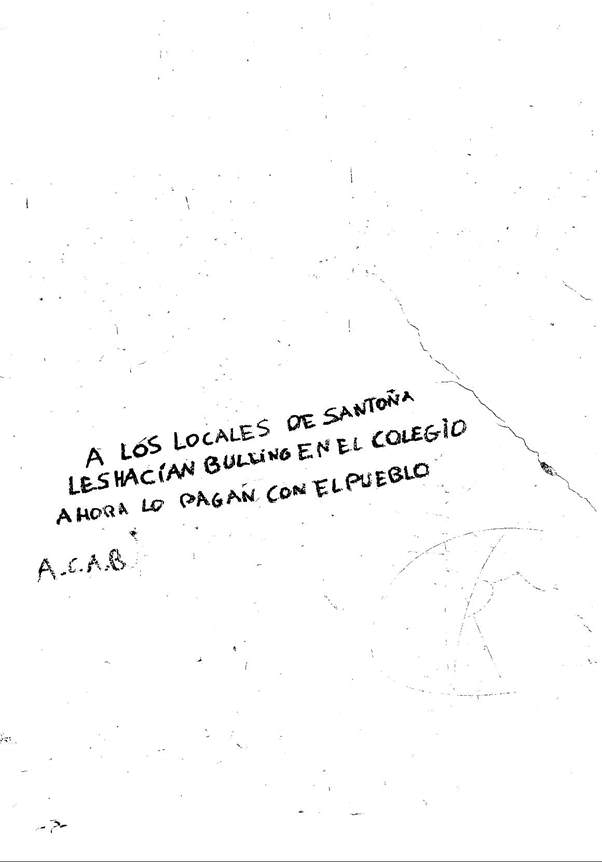 A LOS LOCALES DE SANTOÑA
LES HACÍAN BULLING EN EL COLEGIO
AHORA LO PAGAN CON EL PUEBLO
A.C.A.B